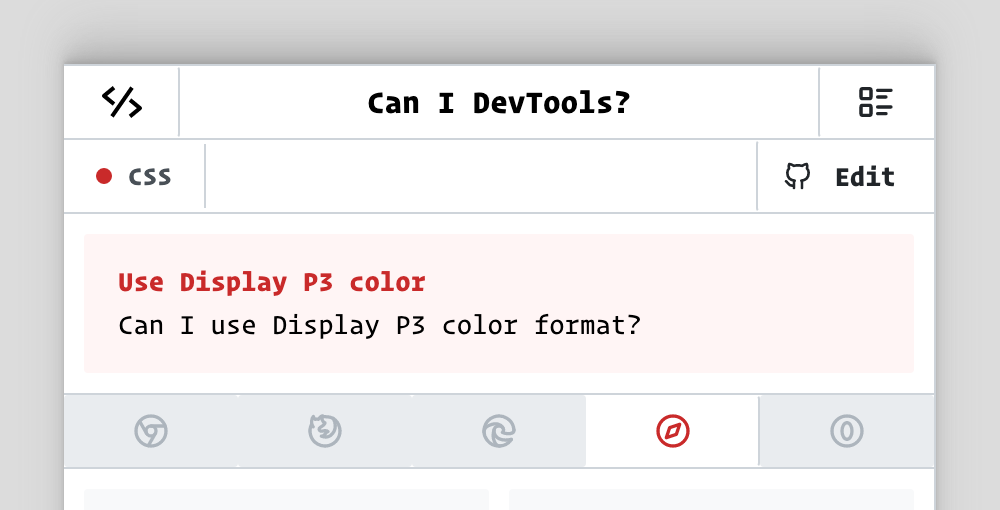 Can I DevTools?
CSS
Edit
Use Display P3 color
Can I use Display P3 color format?